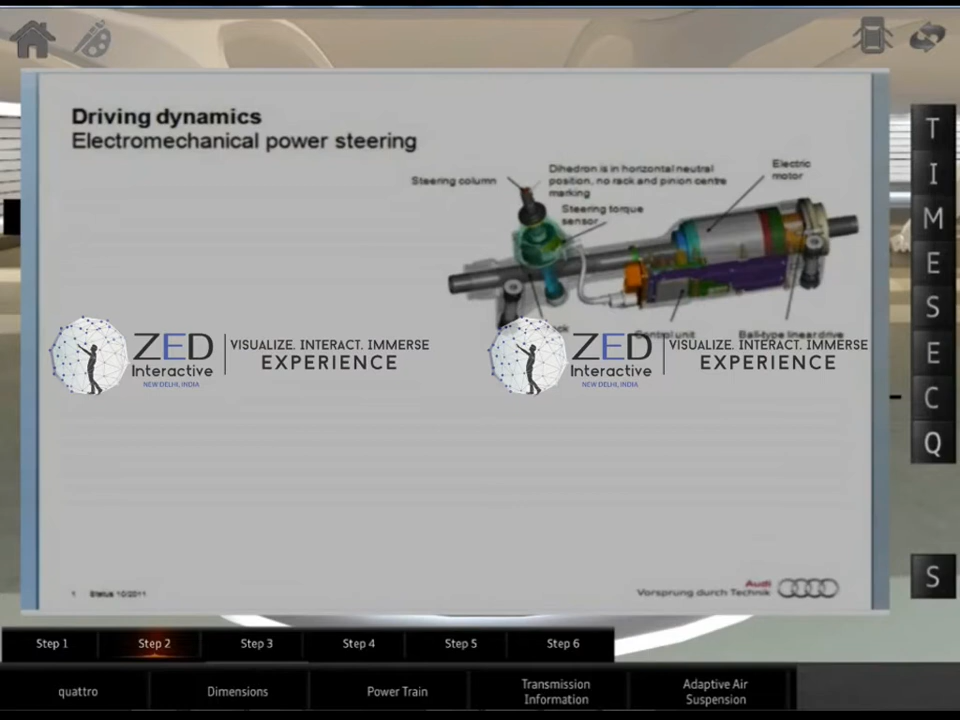 Driving dynamics
Electromechanical power steering
Steering column
Dihedron is in horizontal neutral
position, no rack and pinion centre
marking
Electric
motor
Steering torque
sensor
Control unit
Ball-type linear drive
ZED
Interactive
NEW DELHI, INDIA
VISUALIZE. INTERACT. IMMERSE
EXPERIENCE
ZED
Interactive
NEW DELHI, INDIA
VISUALIZE. INTERACT. IMMERSE
EXPERIENCE
1 Status 10/2011
Audi
Vorsprung durch Technik
T
I
M
E
S
E
C
Q
S
Step 1
Step 2
Step 3
Step 4
Step 5
Step 6
quattro
Dimensions
Power Train
Transmission
Information
Adaptive Air
Suspension